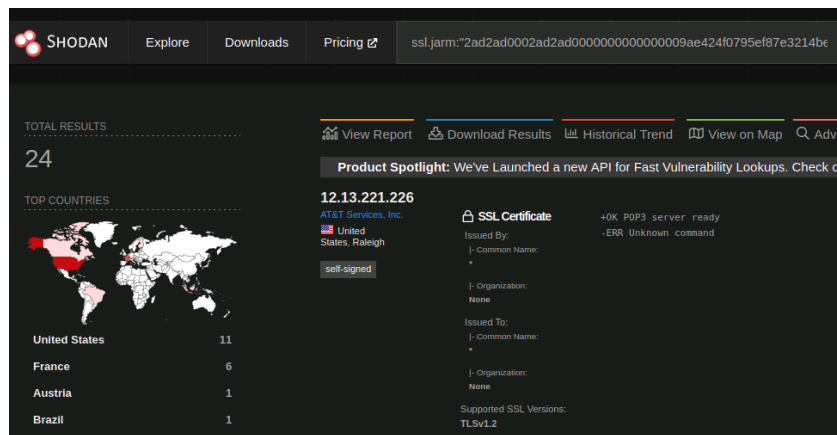 SHODAN Explore Downloads Pricing ssl.jarm:"2ad2ad0002ad2ad0000000000000009ae424f0795ef87e3214be
TOTAL RESULTS
24
View Report Download Results Historical Trend View on Map Adv
Product Spotlight: We've Launched a new API for Fast Vulnerability Lookups. Check o
TOP COUNTRIES
United States 11
France 6
Austria 1
Brazil 1
12.13.221.226
AT&T Services, Inc.
United
States, Raleigh
self-signed
SSL Certificate
Issued By:
|- Common Name:
*
|- Organization:
None
Issued To:
|- Common Name:
*
|- Organization:
None
Supported SSL Versions:
TLSv1.2
+OK POP3 server ready
-ERR Unknown command